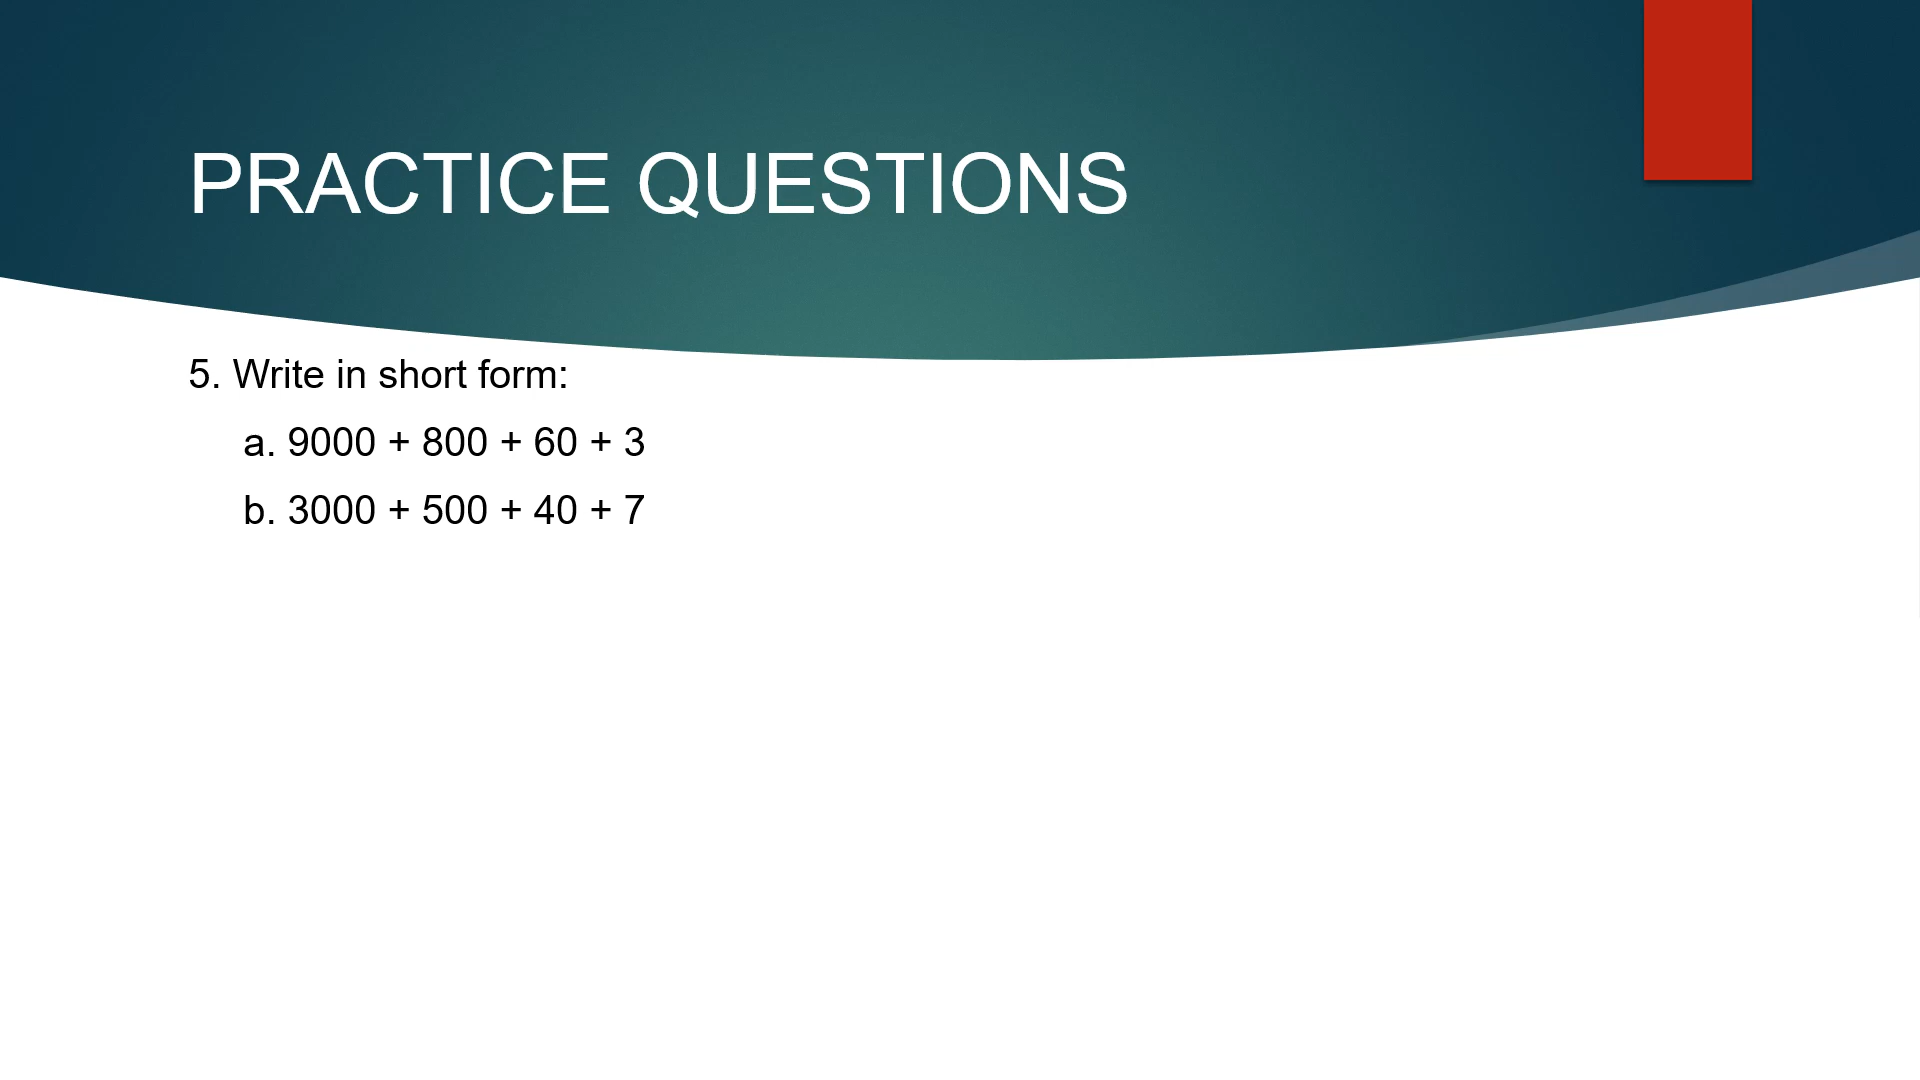 PRACTICE QUESTIONS
5. Write in short form:
a. 9000 + 800 + 60 + 3
b. 3000 + 500 + 40 + 7